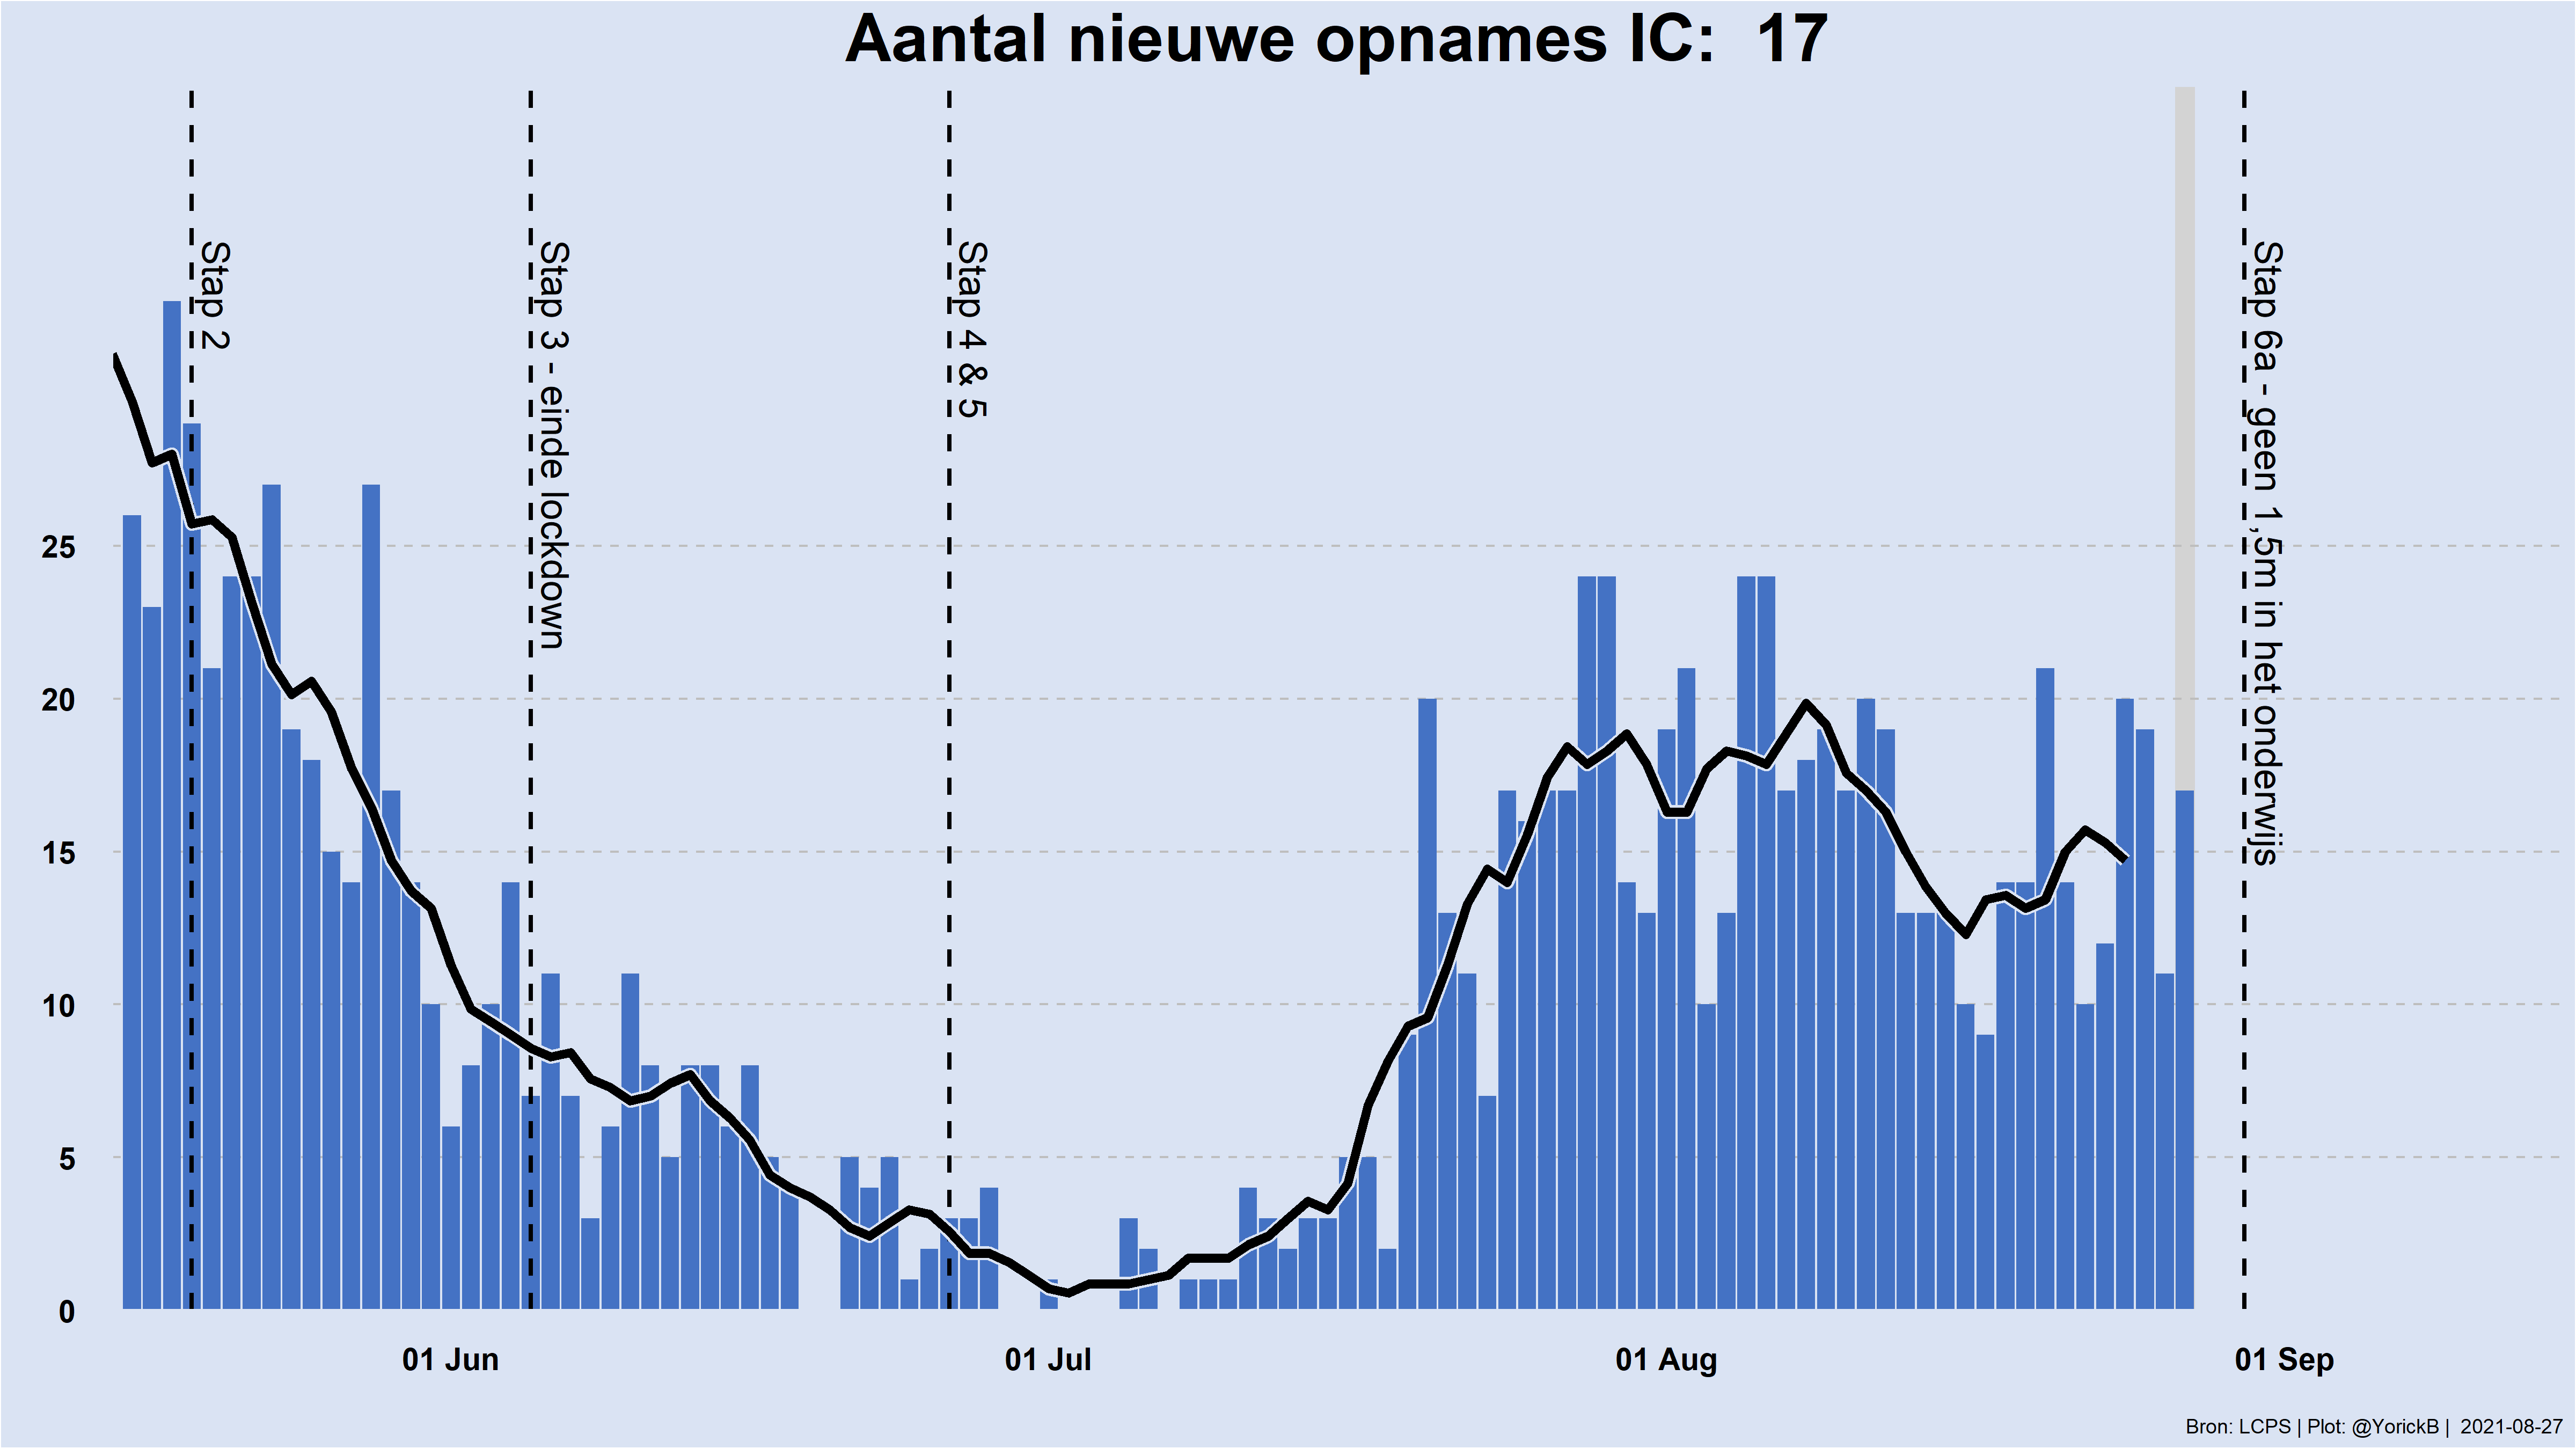 Aantal nieuwe opnames IC:  17
Stap 2
Stap 3 - einde lockdown
Stap 4 & 5
Stap 6a - geen 1,5m in het onderwijs
25
20
15
10
5
0
01 Jun
01 Jul
01 Aug
01 Sep
Bron: LCPS | Plot: @YorickB |  2021-08-27